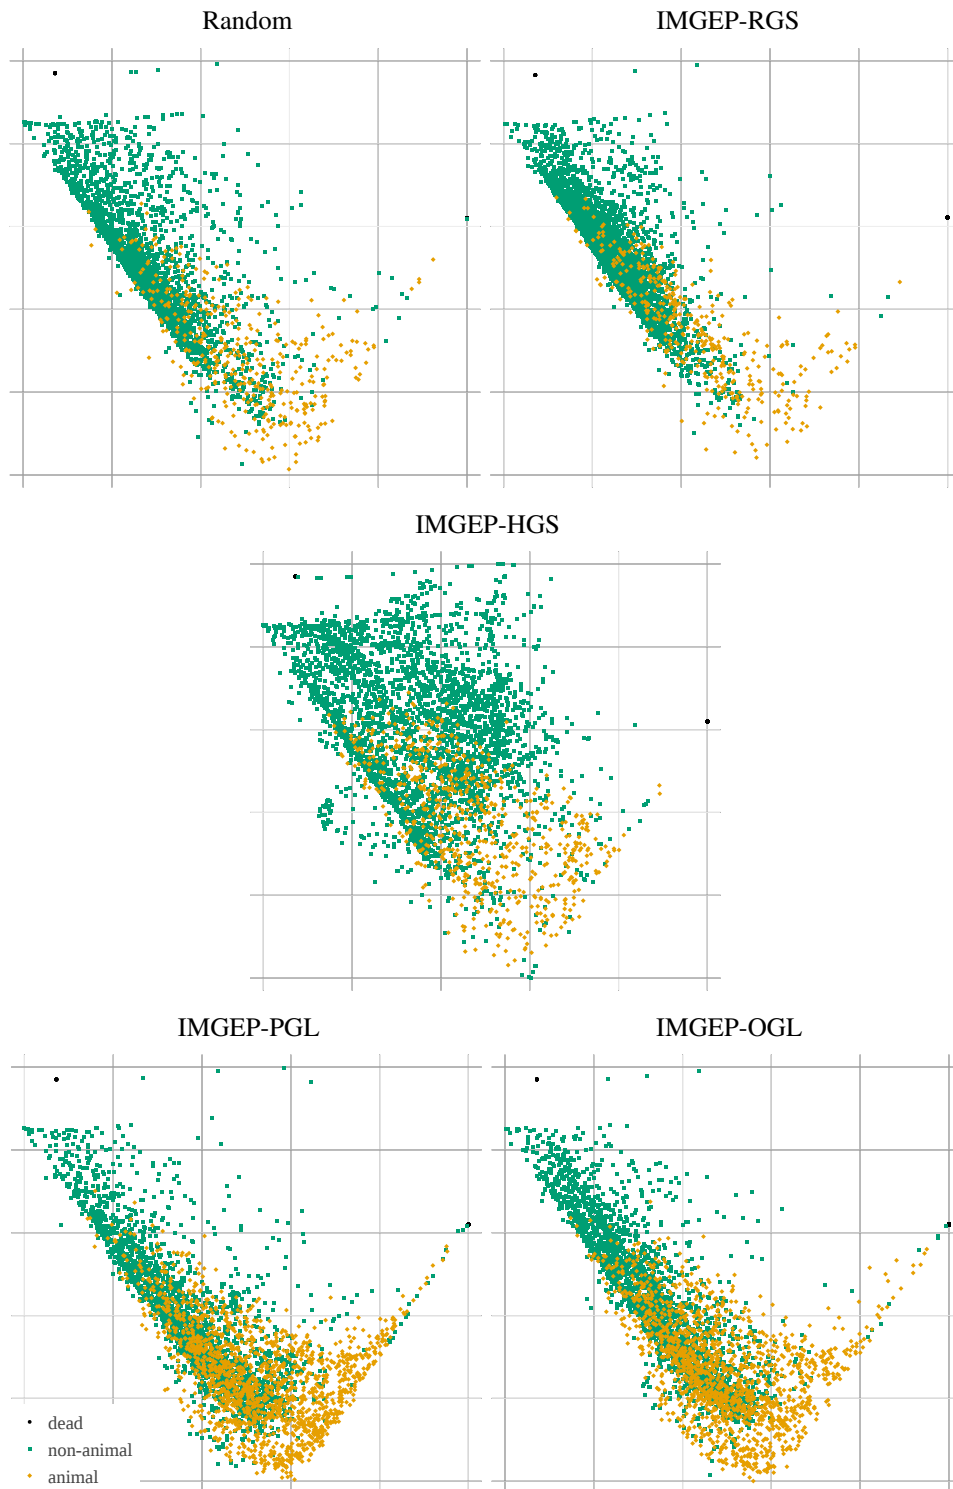 Random
IMGEP-RGS
IMGEP-HGS
IMGEP-PGL
IMGEP-OGL
dead
non-animal
animal